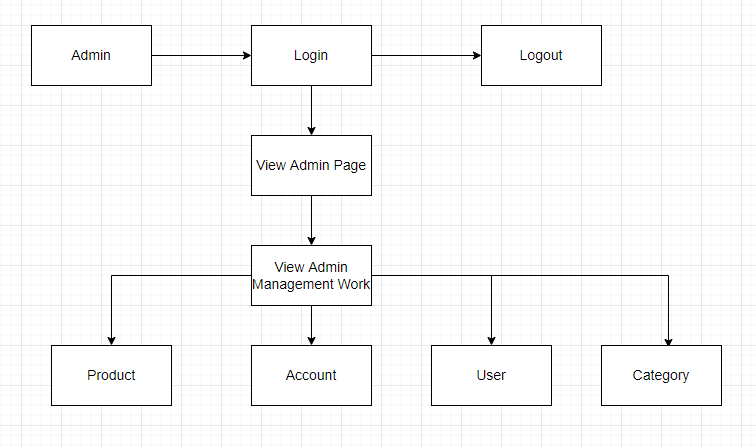 Admin
Login
Logout
View Admin Page
View Admin
Management Work
Product
Account
User
Category